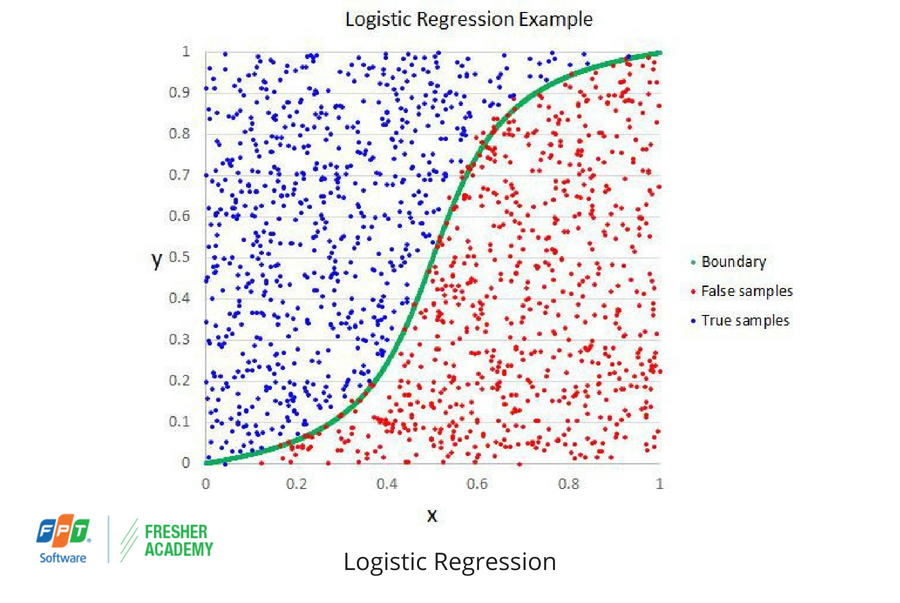 Logistic Regression Example
1
0.9
0.8
0.7
0.6
y
0.5
0.4
0.3
0.2
0.1
0
0 0.2 0.4 0.6 0.8 1
x
Boundary
False samples
True samples
FPT
Software
FRESHER
ACADEMY
Logistic Regression